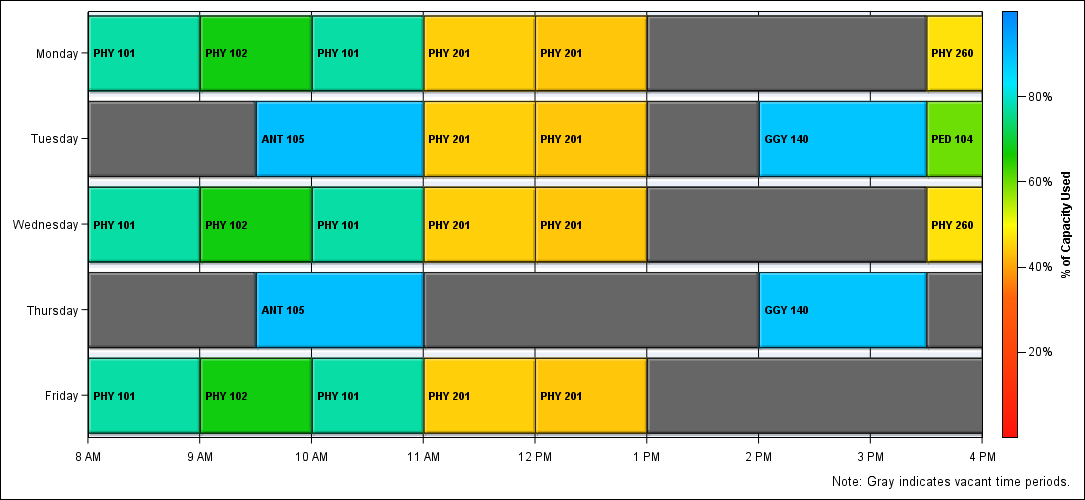 Monday
PHY 101
PHY 102
PHY 101
PHY 201
PHY 201
PHY 260
Tuesday
ANT 105
PHY 201
PHY 201
GGY 140
PED 104
Wednesday
PHY 101
PHY 102
PHY 101
PHY 201
PHY 201
PHY 260
Thursday
ANT 105
GGY 140
Friday
PHY 101
PHY 102
PHY 101
PHY 201
PHY 201
8 AM
9 AM
10 AM
11 AM
12 PM
1 PM
2 PM
3 PM
4 PM
80%
60%
40%
20%
% of Capacity Used
Note: Gray indicates vacant time periods.